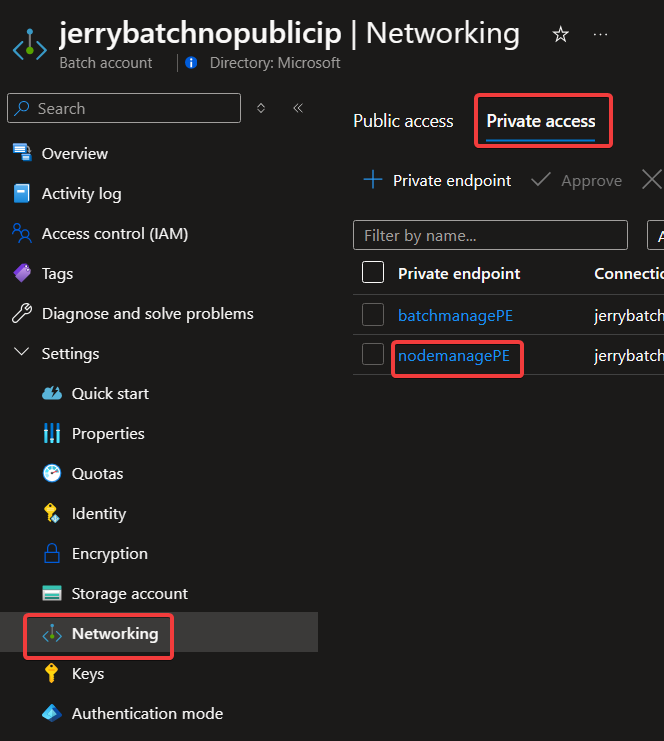 jerrybatchnopublicip | Networking
Batch account
Directory: Microsoft
Search
Overview
Activity log
Access control (IAM)
Tags
Diagnose and solve problems
Settings
Quick start
Properties
Quotas
Identity
Encryption
Storage account
Networking
Keys
Authentication mode
Public access
Private access
Private endpoint
Approve
Filter by name...
Private endpoint
batchmanagePE
jerrybatch
nodemanagePE
jerrybatch